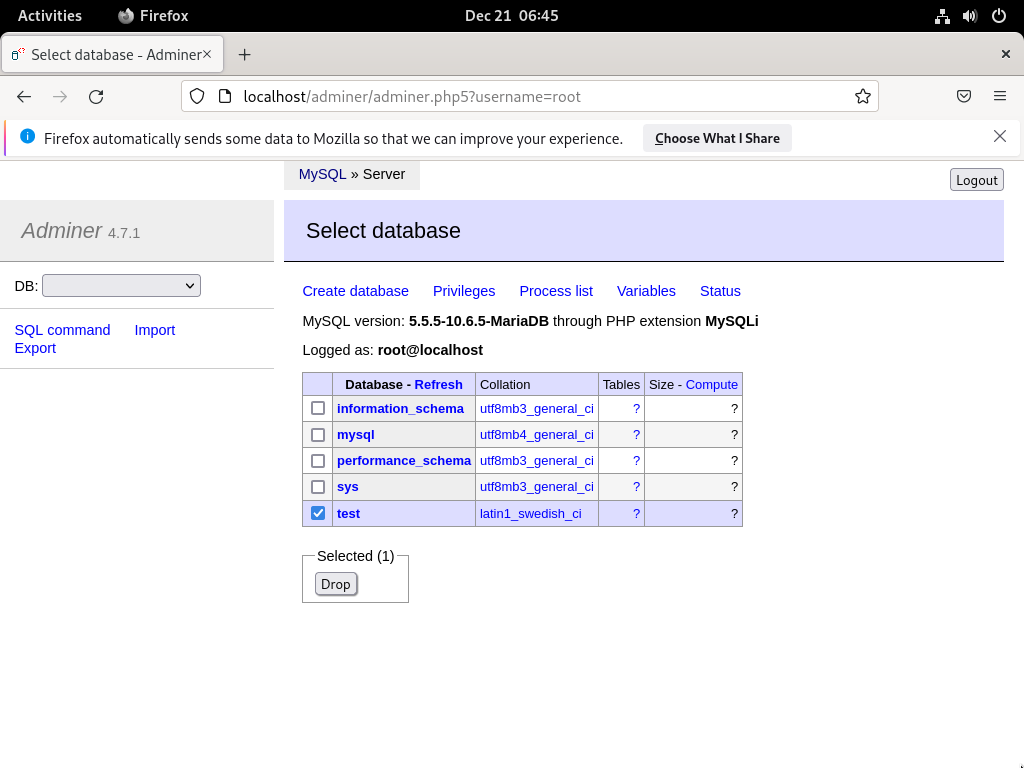 Activities Firefox Dec 21 06:45
Select database - Adminer
localhost/adminer/adminer.php5?username=root
Firefox automatically sends some data to Mozilla so that we can improve your experience. Choose What I Share
MySQL » Server
Logout
Adminer 4.7.1
Select database
DB:
SQL command Import
Export
Create database Privileges Process list Variables Status
MySQL version: 5.5.5-10.6.5-MariaDB through PHP extension MySQLi
Logged as: root@localhost
Database - Refresh Collation Tables Size - Compute
information_schema utf8mb3_general_ci ? ?
mysql utf8mb4_general_ci ? ?
performance_schema utf8mb3_general_ci ? ?
sys utf8mb3_general_ci ? ?
test latin1_swedish_ci ? ?
Selected (1)
Drop